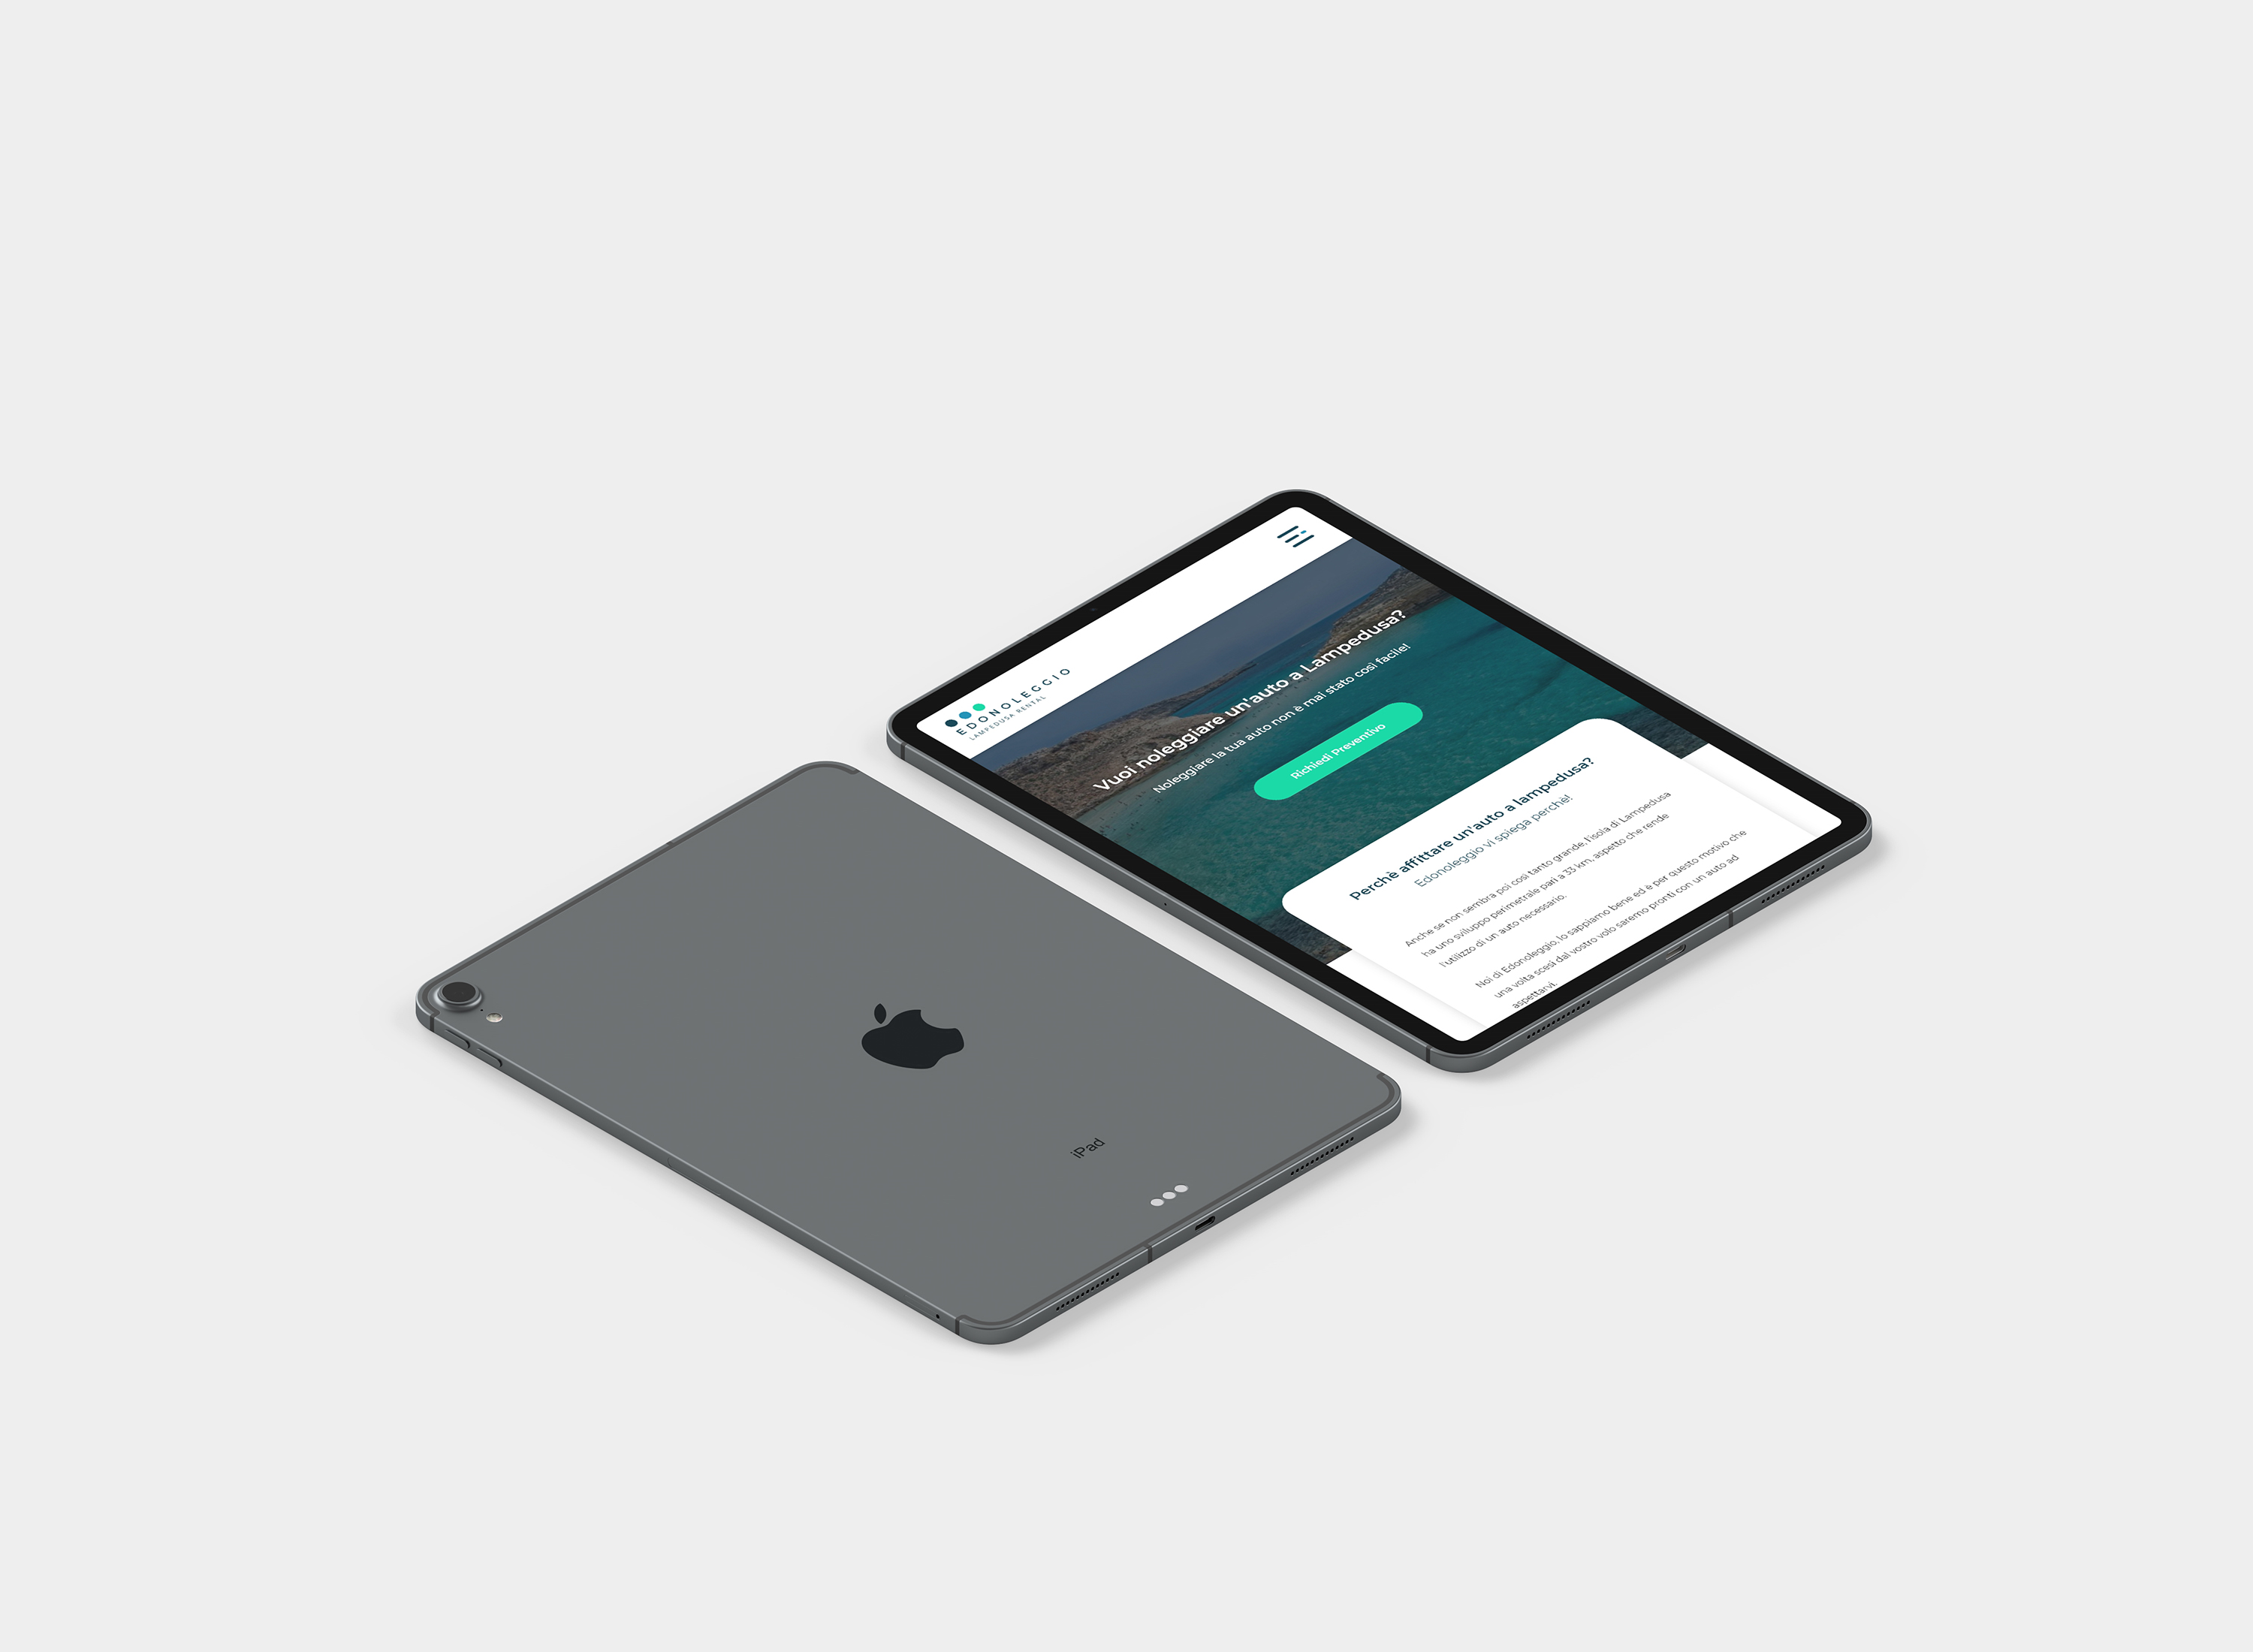 EDONOLEGGIO
LAMPEDUSA RENTAL
Vuoi noleggiare un'auto a Lampedusa?
Noleggiare la tua auto non è mai stato così facile!
Richiedi Preventivo
Perchè affittare un'auto a lampedusa?
Edonoleggio vi spiega perchè!
Anche se non sembra poi così tanto grande, l'isola di Lampedusa
ha uno sviluppo perimetrale pari a 33 km, aspetto che rende
l'utilizzo di un auto necessario.
Noi di Edonoleggio, lo sappiamo bene ed è per questo motivo che
una volta scesi dal vostro volo saremo pronti con un auto ad
aspettarvi.
iPad